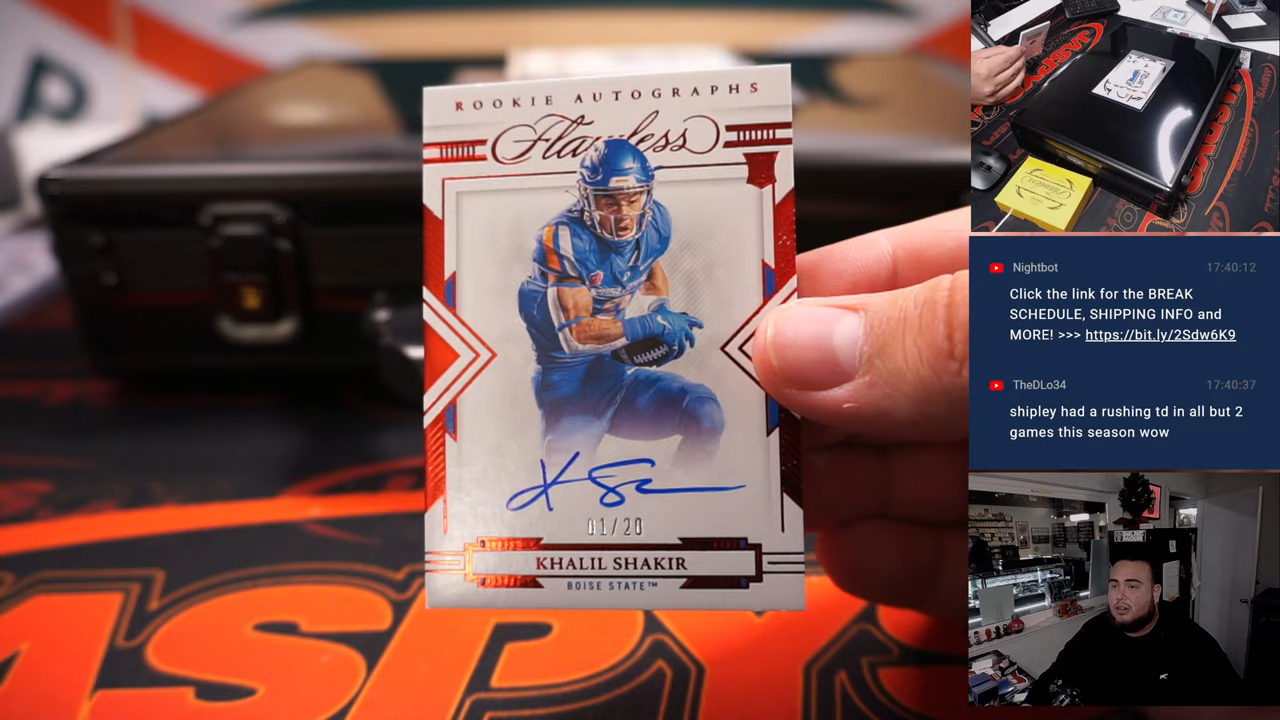 ROOKIE AUTOGRAPHS
Flawless
01/20
KHALIL SHAKIR
BOISE STATE™
JASPY'S
Nightbot
17:40:12
Click the link for the BREAK
SCHEDULE, SHIPPING INFO and
MORE! >>> https://bit.ly/2Sdw6K9
TheDLo34
17:40:37
shipley had a rushing td in all but 2
games this season wow